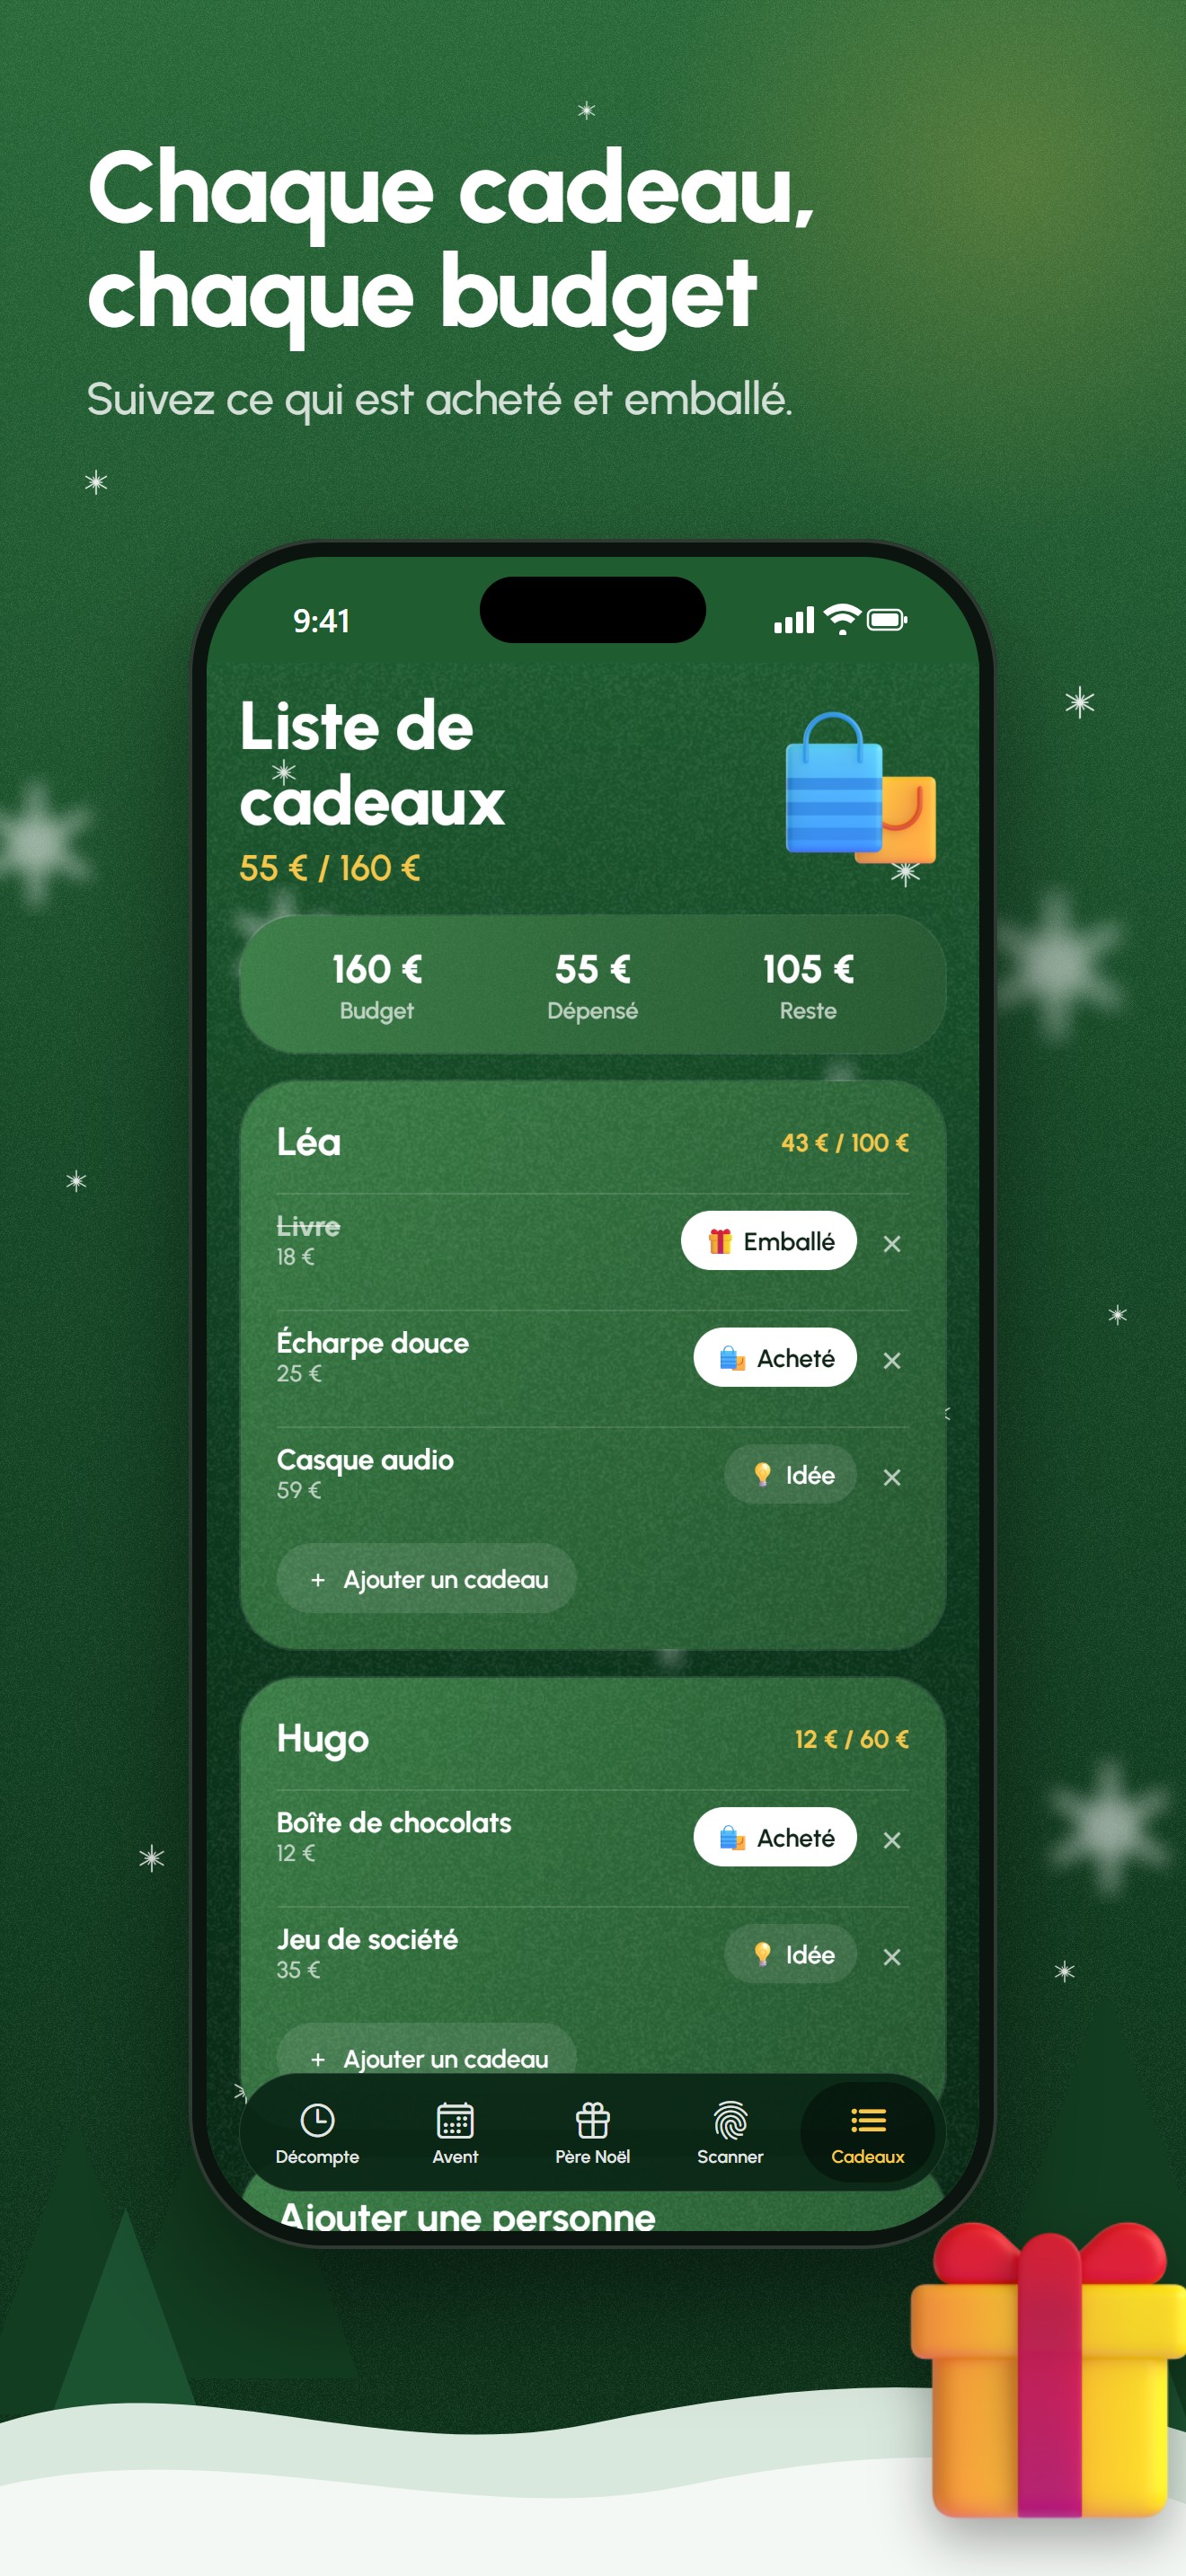 Chaque cadeau,
chaque budget
Suivez ce qui est acheté et emballé.
9:41
Liste de
cadeaux
55 € / 160 €
160 € 55 € 105 €
Budget Dépensé Reste
Léa 43 € / 100 €
Livre
18 €
Emballé ×
Écharpe douce
25 €
Acheté ×
Casque audio
59 €
Idée ×
+ Ajouter un cadeau
Hugo 12 € / 60 €
Boîte de chocolats
12 €
Acheté ×
Jeu de société
35 €
Idée ×
+ Ajouter un cadeau
Décompte Avent Père Noël Scanner Cadeaux
Ajouter une personne